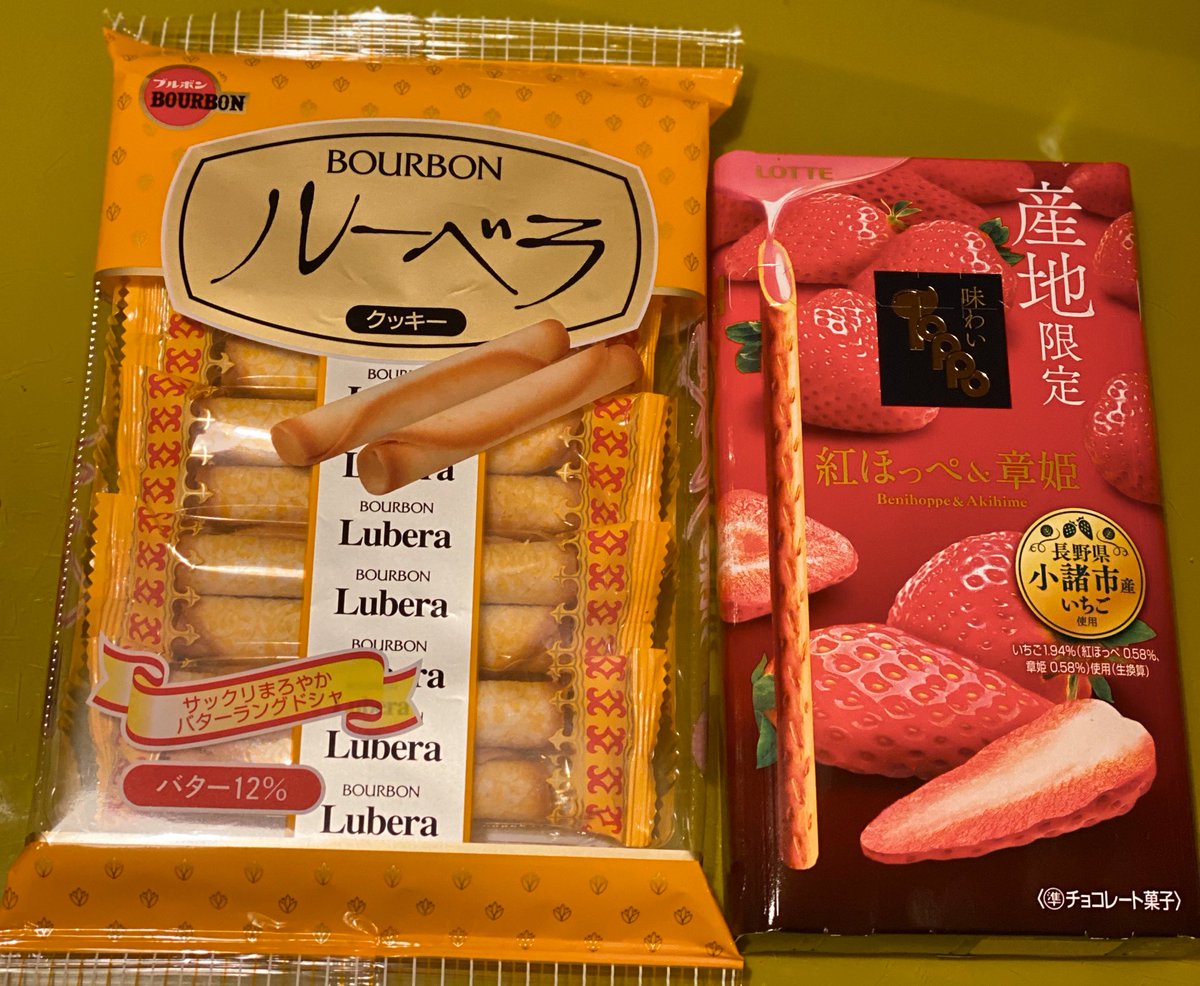 ブルボン
BOURBON
BOURBON
ルーベラ
クッキー
BOURBON
Lubera
BOURBON
Lubera
BOURBON
Lubera
BOURBON
Lubera
BOURBON
Lubera
サックリまろやか
バターラングドシャ
バター12%
LOTTE
産地限定
味わい
Toppo
紅ほっぺ&章姫
Benihoppe & Akihime
長野県
小諸市産
いちご
使用
いちご1.94%(紅ほっぺ 0.58%、
章姫 0.58%)使用(生換算)
〈㊜チョコレート菓子〉